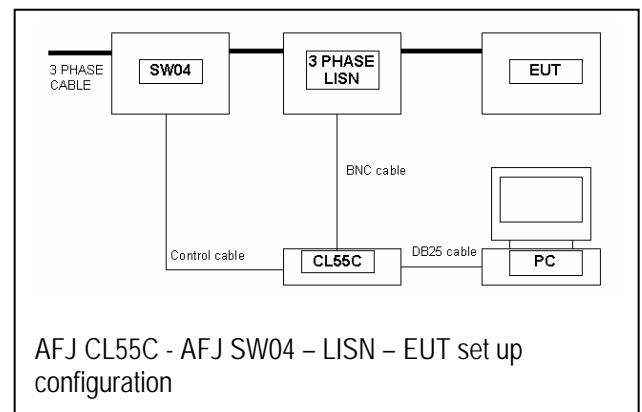 3 PHASE
CABLE
SW04
3 PHASE
LISN
EUT
BNC cable
Control cable
CL55C
DB25 cable
PC
AFJ CL55C - AFJ SW04 – LISN – EUT set up
configuration